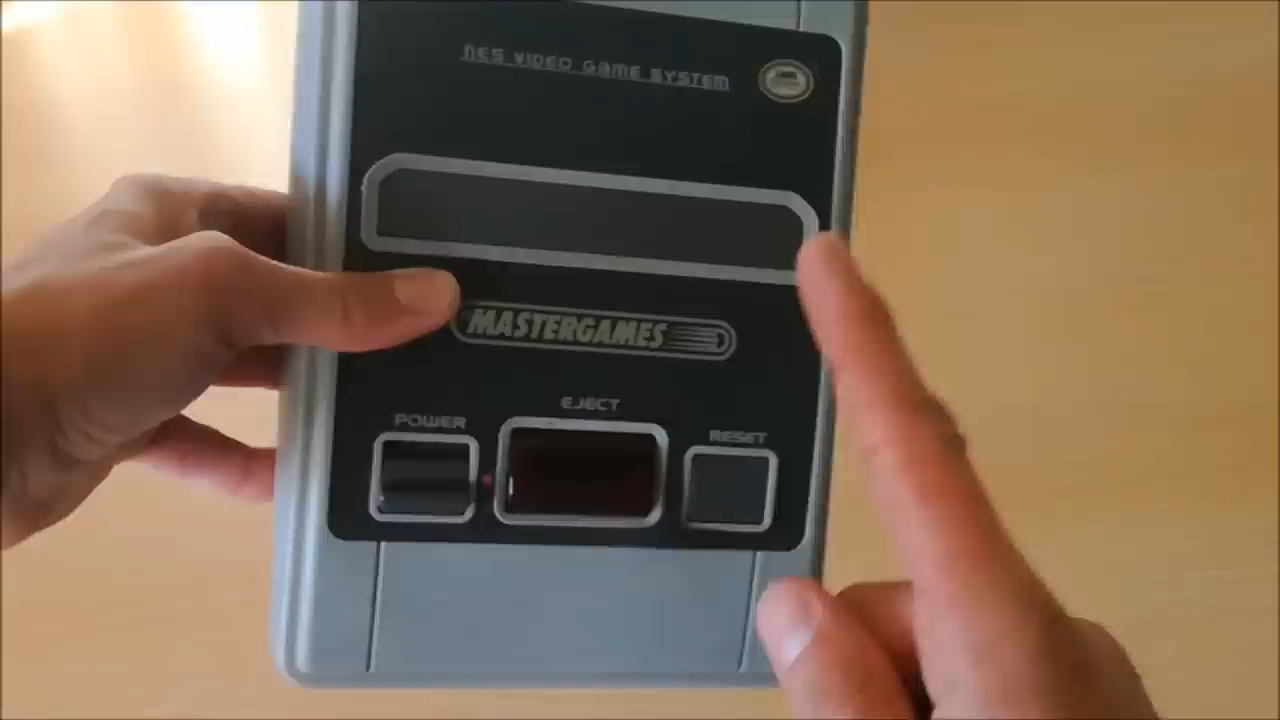 NES VIDEO GAME SYSTEM
MASTERGAMES
EJECT
POWER
RESET